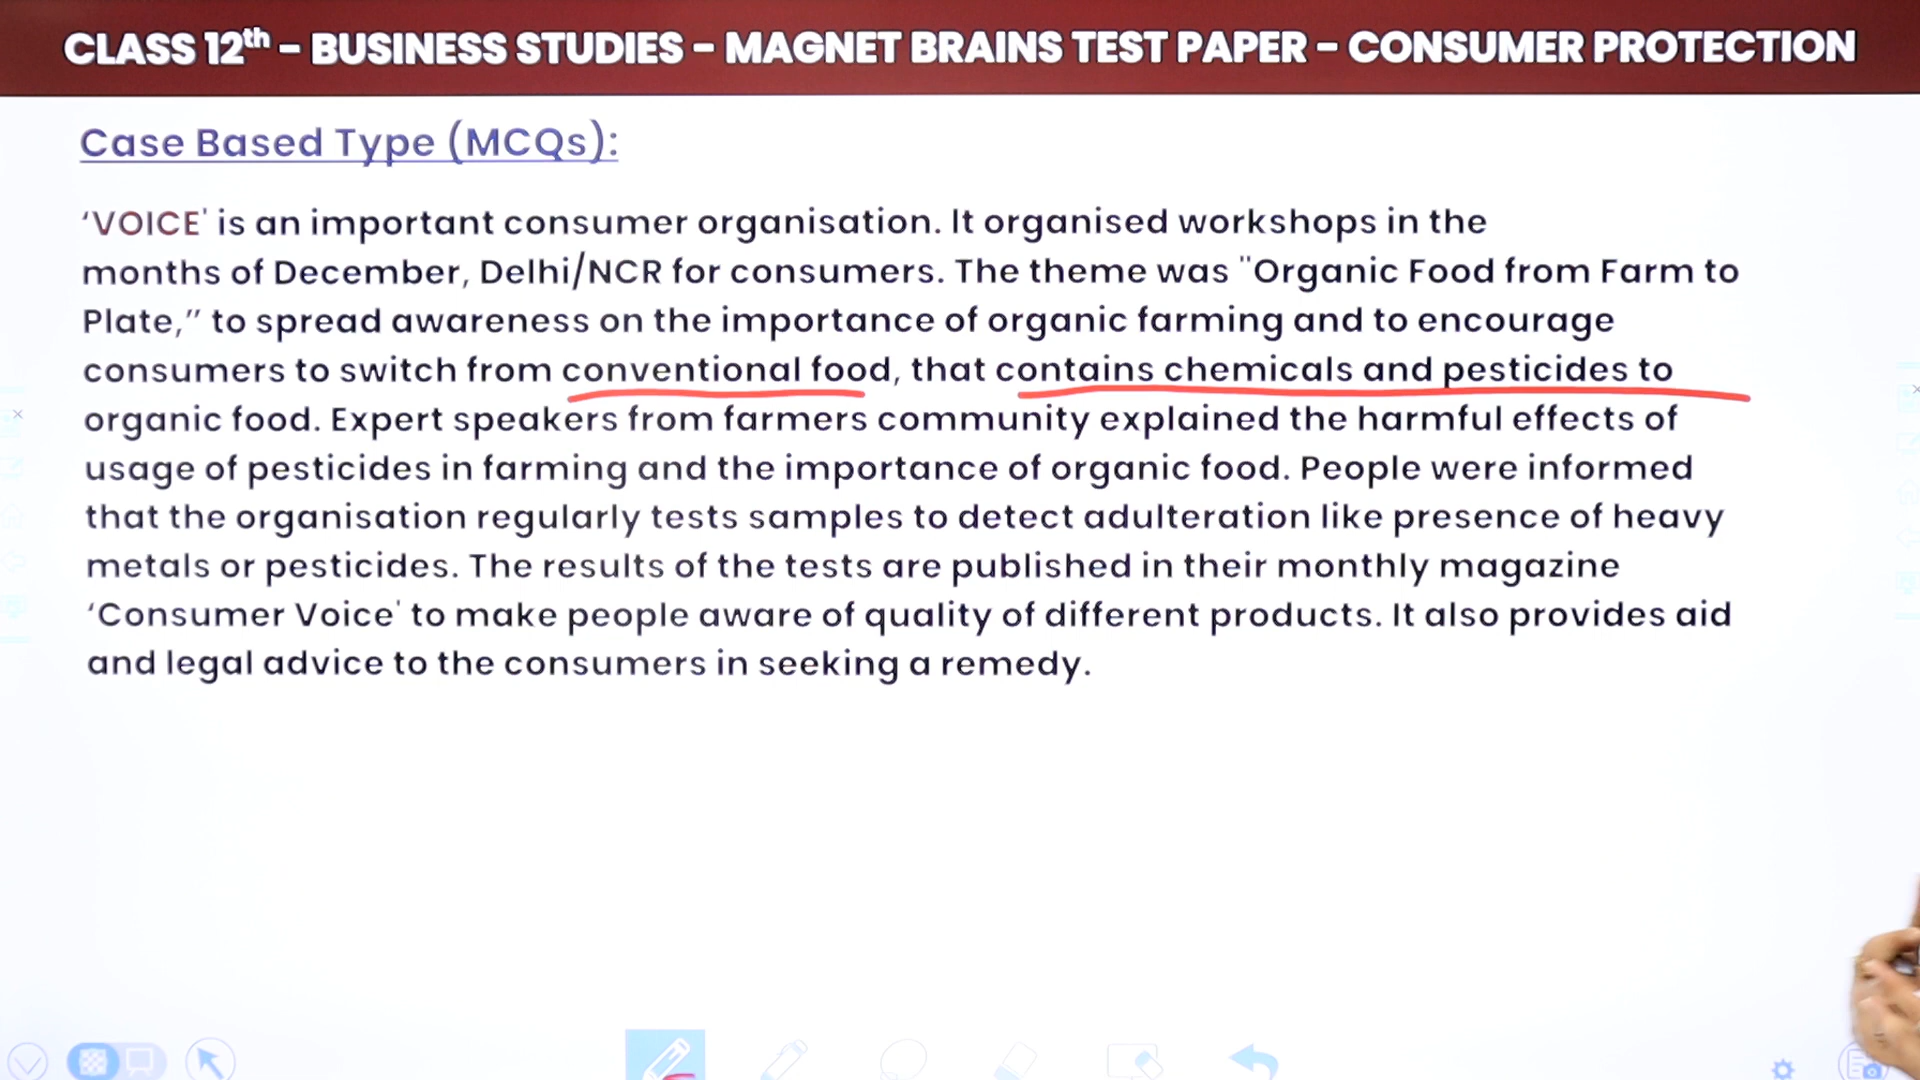 CLASS 12th – BUSINESS STUDIES – MAGNET BRAINS TEST PAPER – CONSUMER PROTECTION
Case Based Type (MCQs):
‘VOICE' is an important consumer organisation. It organised workshops in the
months of December, Delhi/NCR for consumers. The theme was "Organic Food from Farm to
Plate,” to spread awareness on the importance of organic farming and to encourage
consumers to switch from conventional food, that contains chemicals and pesticides to
organic food. Expert speakers from farmers community explained the harmful effects of
usage of pesticides in farming and the importance of organic food. People were informed
that the organisation regularly tests samples to detect adulteration like presence of heavy
metals or pesticides. The results of the tests are published in their monthly magazine
‘Consumer Voice' to make people aware of quality of different products. It also provides aid
and legal advice to the consumers in seeking a remedy.